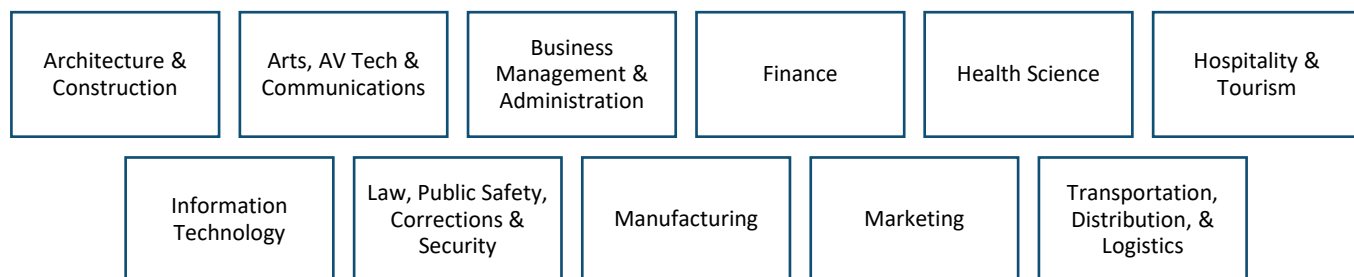 Architecture &
Construction
Arts, AV Tech &
Communications
Business
Management &
Administration
Finance
Health Science
Hospitality &
Tourism
Information
Technology
Law, Public Safety,
Corrections &
Security
Manufacturing
Marketing
Transportation,
Distribution, &
Logistics